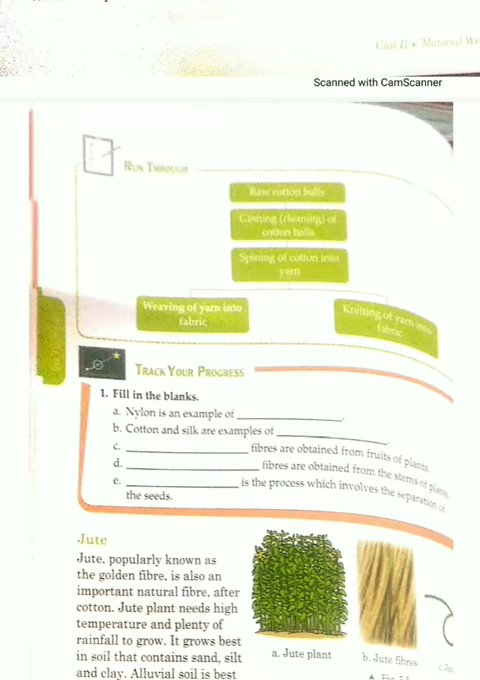 Unit II > Material Wo
Scanned with CamScanner
RUN THROUGH
Raw cotton balls
Ginning (cleaning) of
cotton balls
Spining of cotton into
yarn
Weaving of yarn into
fabric
Knitting of yarn into
fabric
TRACK YOUR PROGRESS
1. Fill in the blanks.
a. Nylon is an example of ____________.
b. Cotton and silk are examples of ____________.
c. ____________ fibres are obtained from fruits of plants.
d. ____________ fibres are obtained from the stems of plants
e. ____________ is the process which involves the separation of
the seeds.
Jute
Jute, popularly known as
the golden fibre, is also an
important natural fibre, after
cotton. Jute plant needs high
temperature and plenty of
rainfall to grow. It grows best
in soil that contains sand, silt
and clay. Alluvial soil is best
a. Jute plant
b. Jute fibres